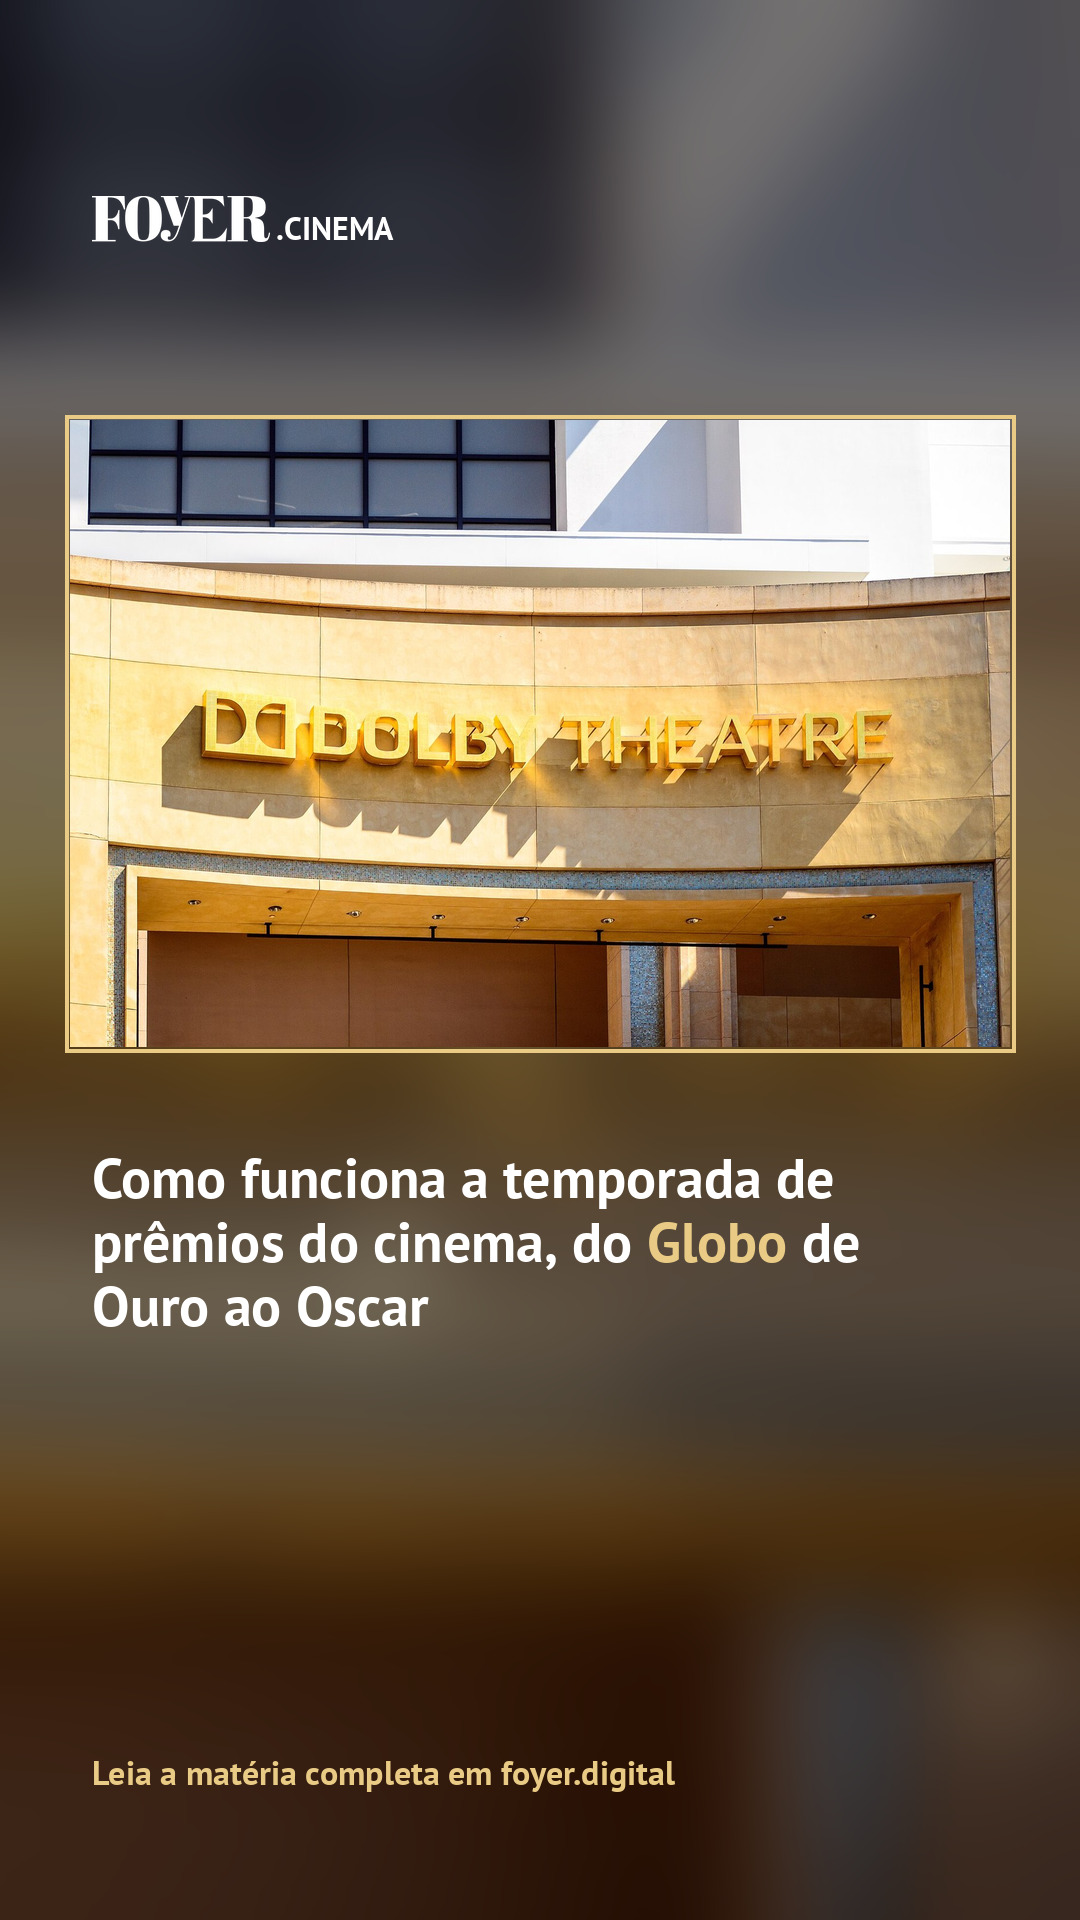 FOYER .CINEMA
DOLBY THEATRE
Como funciona a temporada de
prêmios do cinema, do Globo de
Ouro ao Oscar
Leia a matéria completa em foyer.digital